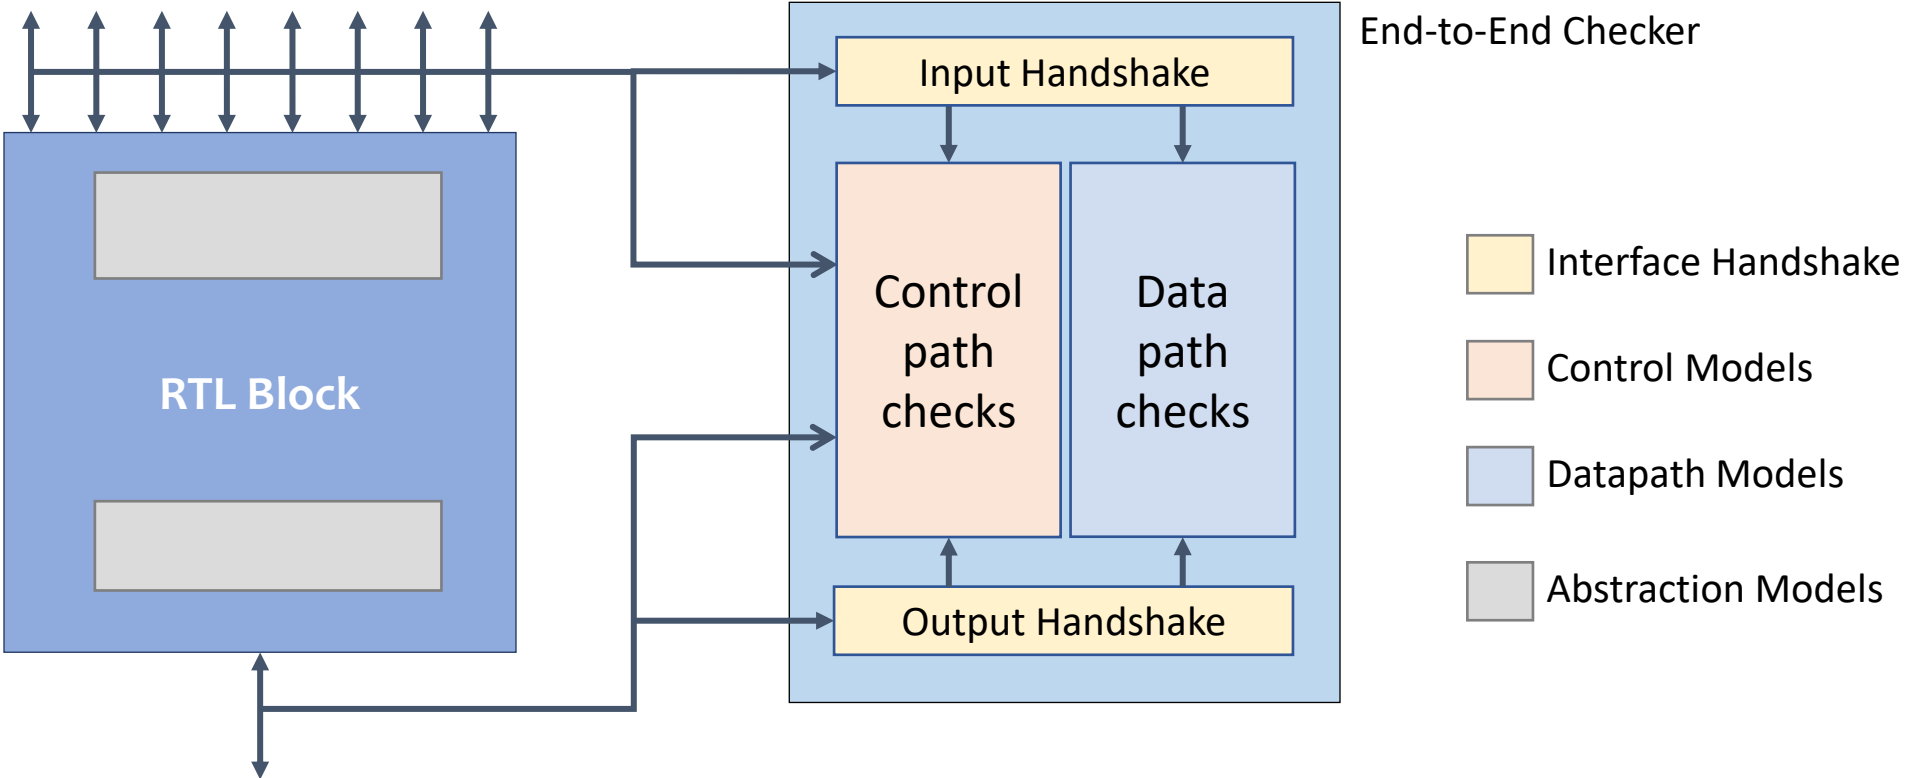 End-to-End Checker
Input Handshake
Control
path
checks
Data
path
checks
RTL Block
Output Handshake
Interface Handshake
Control Models
Datapath Models
Abstraction Models